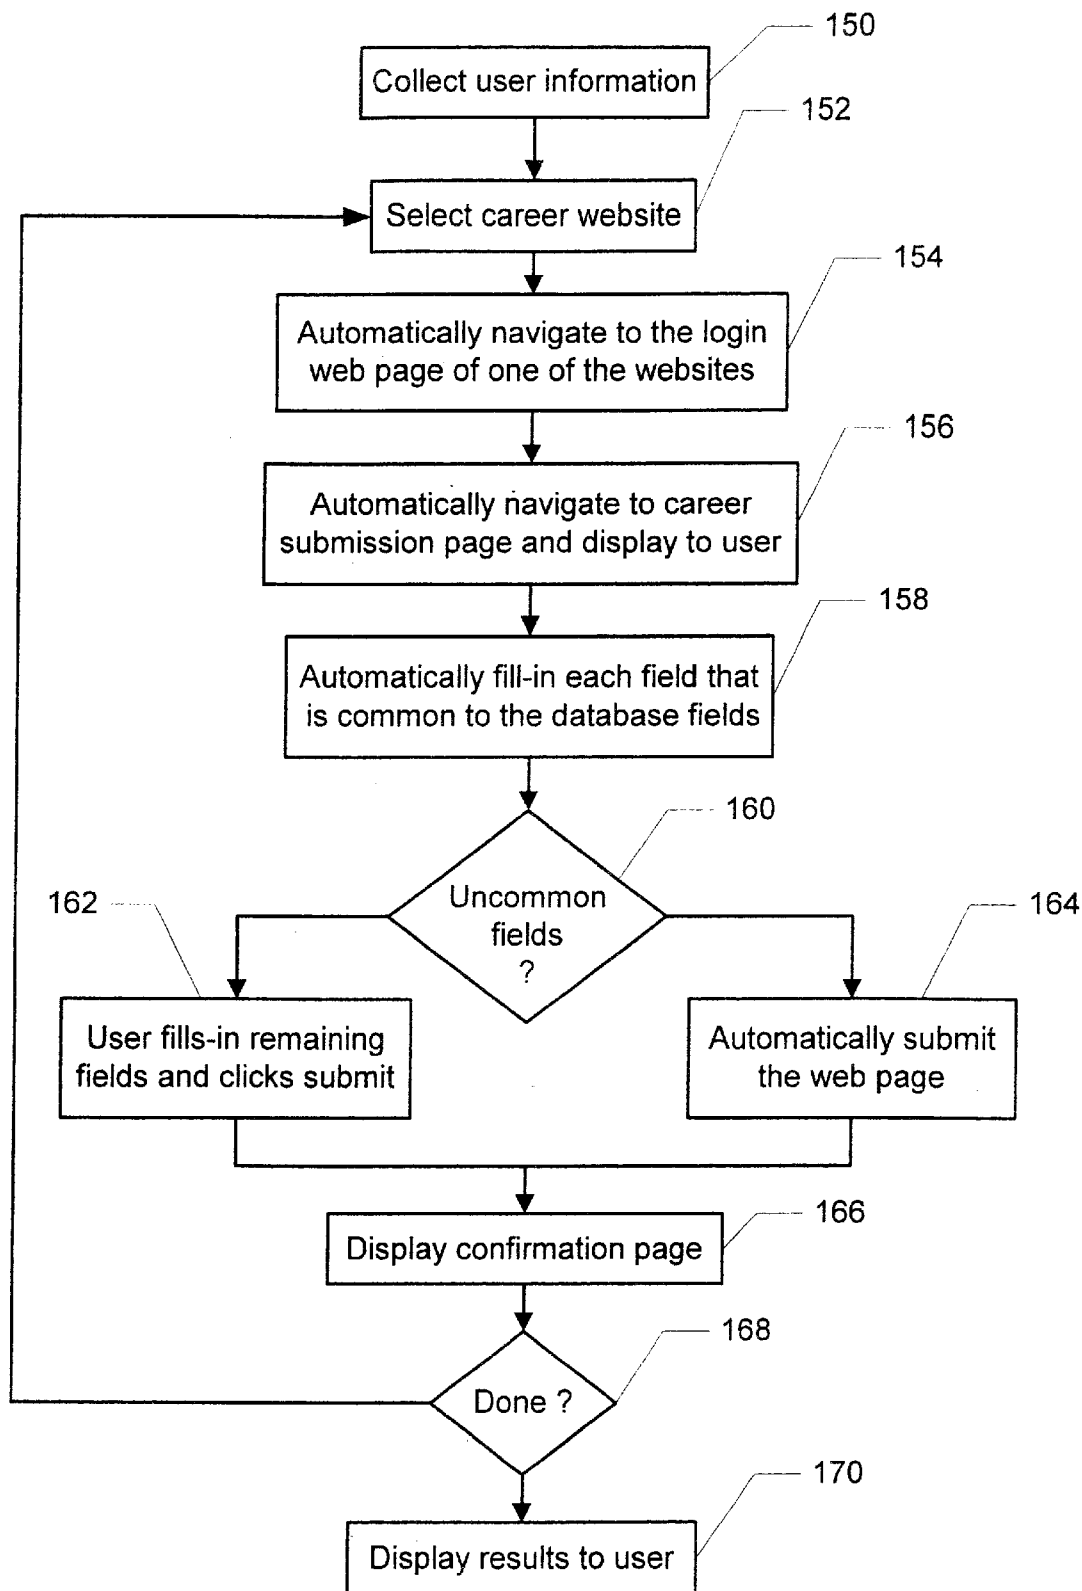 150
Collect user information
152
Select career website
154
Automatically navigate to the login
web page of one of the websites
156
Automatically navigate to career
submission page and display to user
158
Automatically fill-in each field that
is common to the database fields
160
Uncommon
fields
?
162
164
User fills-in remaining
fields and clicks submit
Automatically submit
the web page
166
Display confirmation page
168
Done ?
170
Display results to user